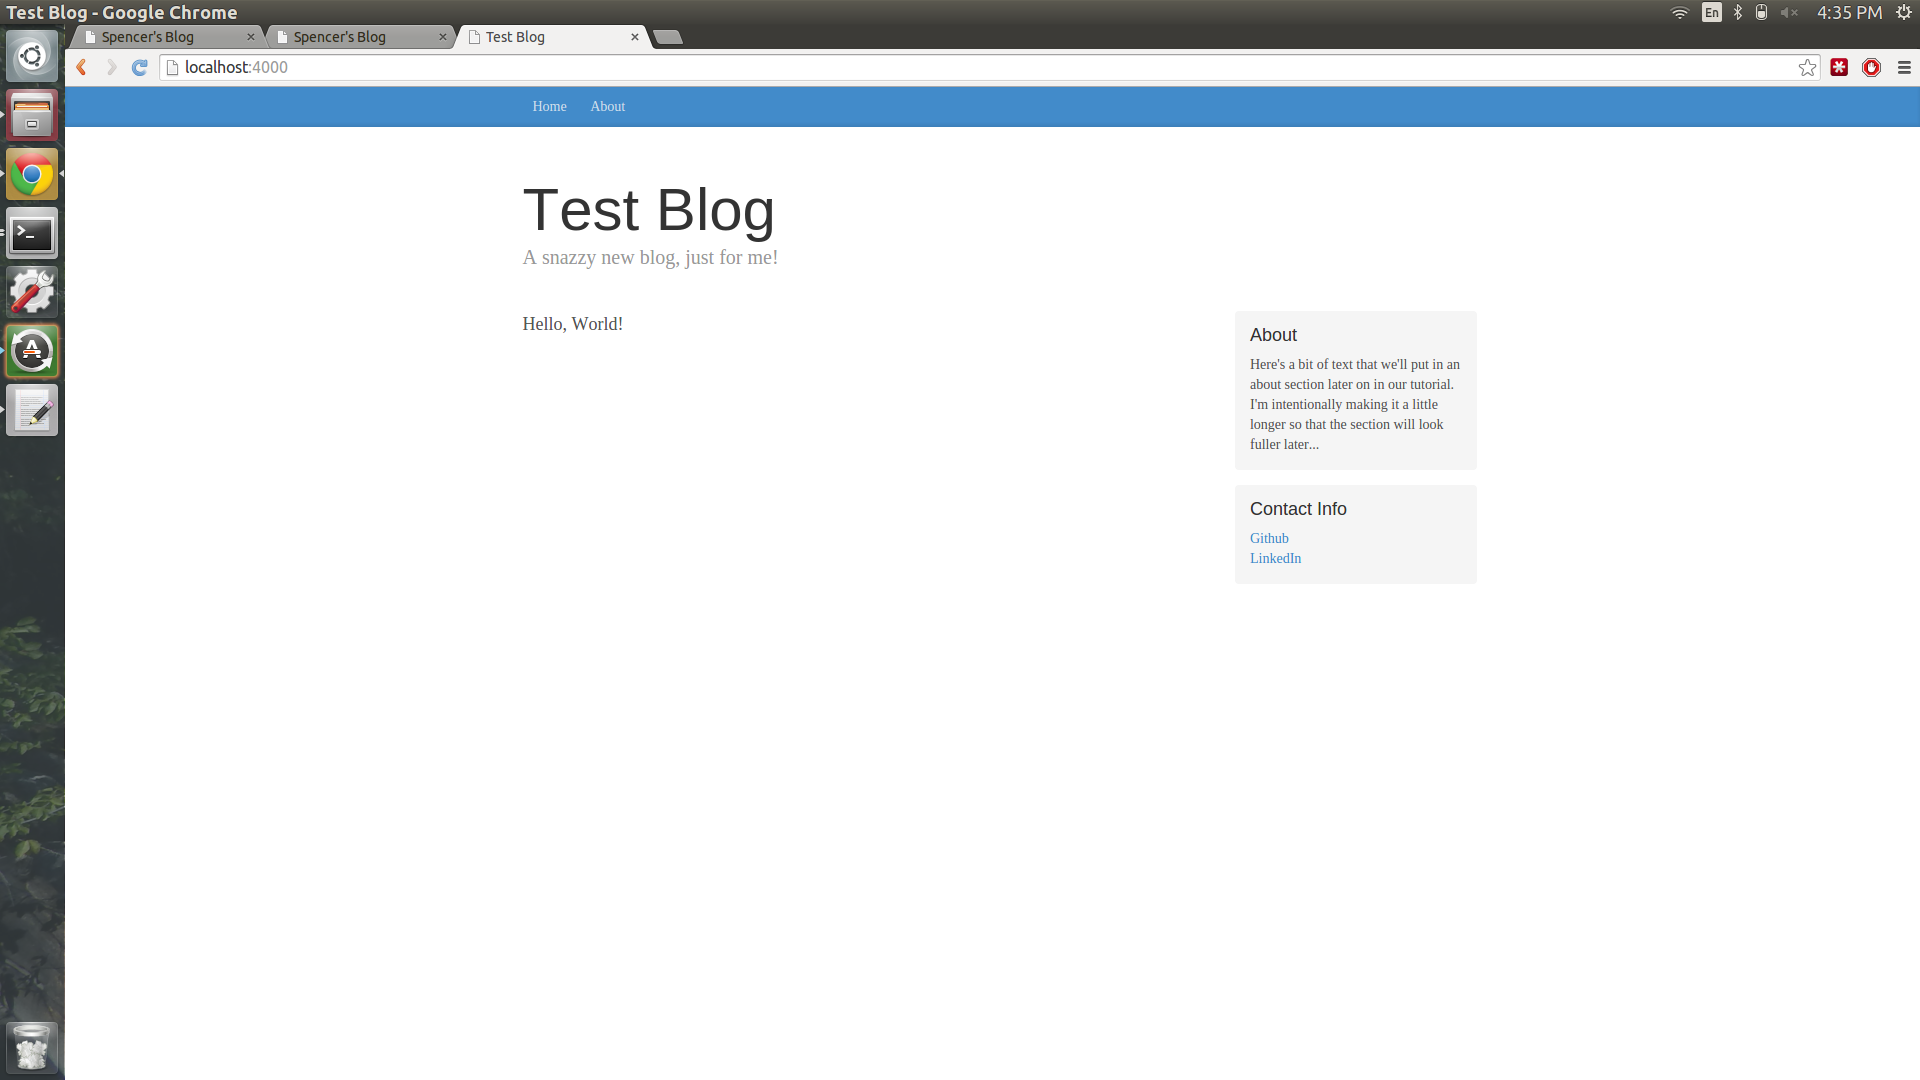 Test Blog - Google Chrome
En
4:35 PM
Spencer's Blog
Spencer's Blog
Test Blog
localhost:4000
Home
About
Test Blog
A snazzy new blog, just for me!
Hello, World!
About
Here's a bit of text that we'll put in an
about section later on in our tutorial.
I'm intentionally making it a little
longer so that the section will look
fuller later...
Contact Info
Github
LinkedIn